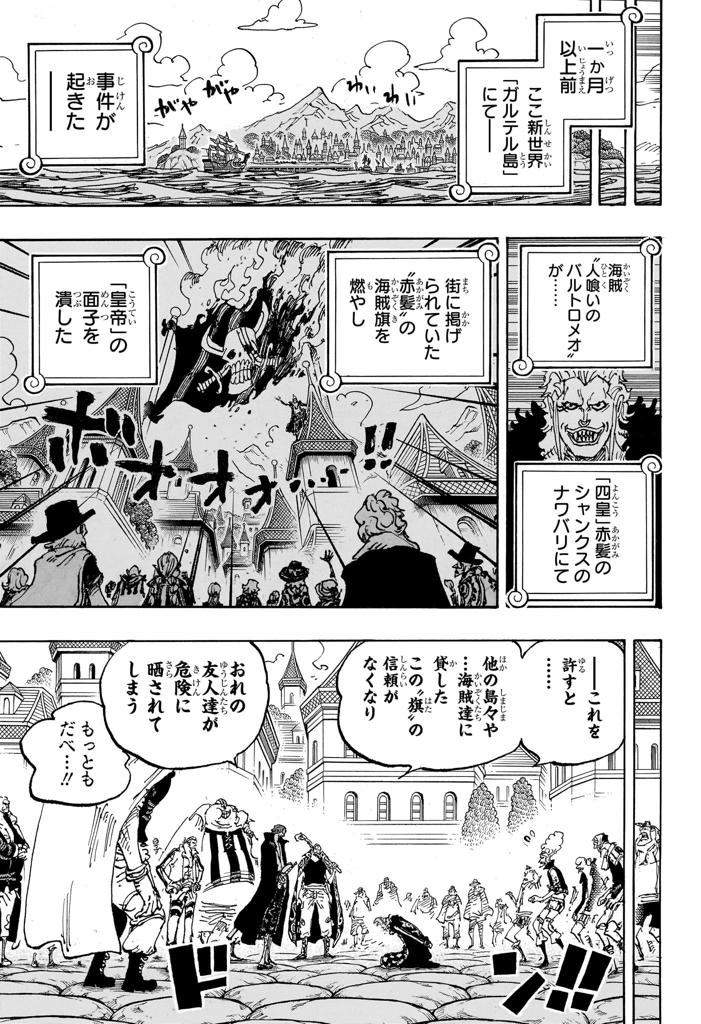 一か月
以上前
ここ新世界
「ガルテル島」
にて──
がや がや
わい わい
事件が
起きた
──
海賊
“人喰いの
バルトロメオ”
が……
「四皇」赤髪の
シャンクスの
ナワバリにて
街に掲げ
られていた
“赤髪”の
海賊旗を
燃やし
「皇帝」の
面子を
潰した
ボオオオオ!!
──これを
許すと
……
他の島々や
…海賊達に
貸した
この“旗”の
信頼が
なくなり
おれの
友人達が
危険に
晒されて
しまう
もっとも
だべ…!!
ドン!!